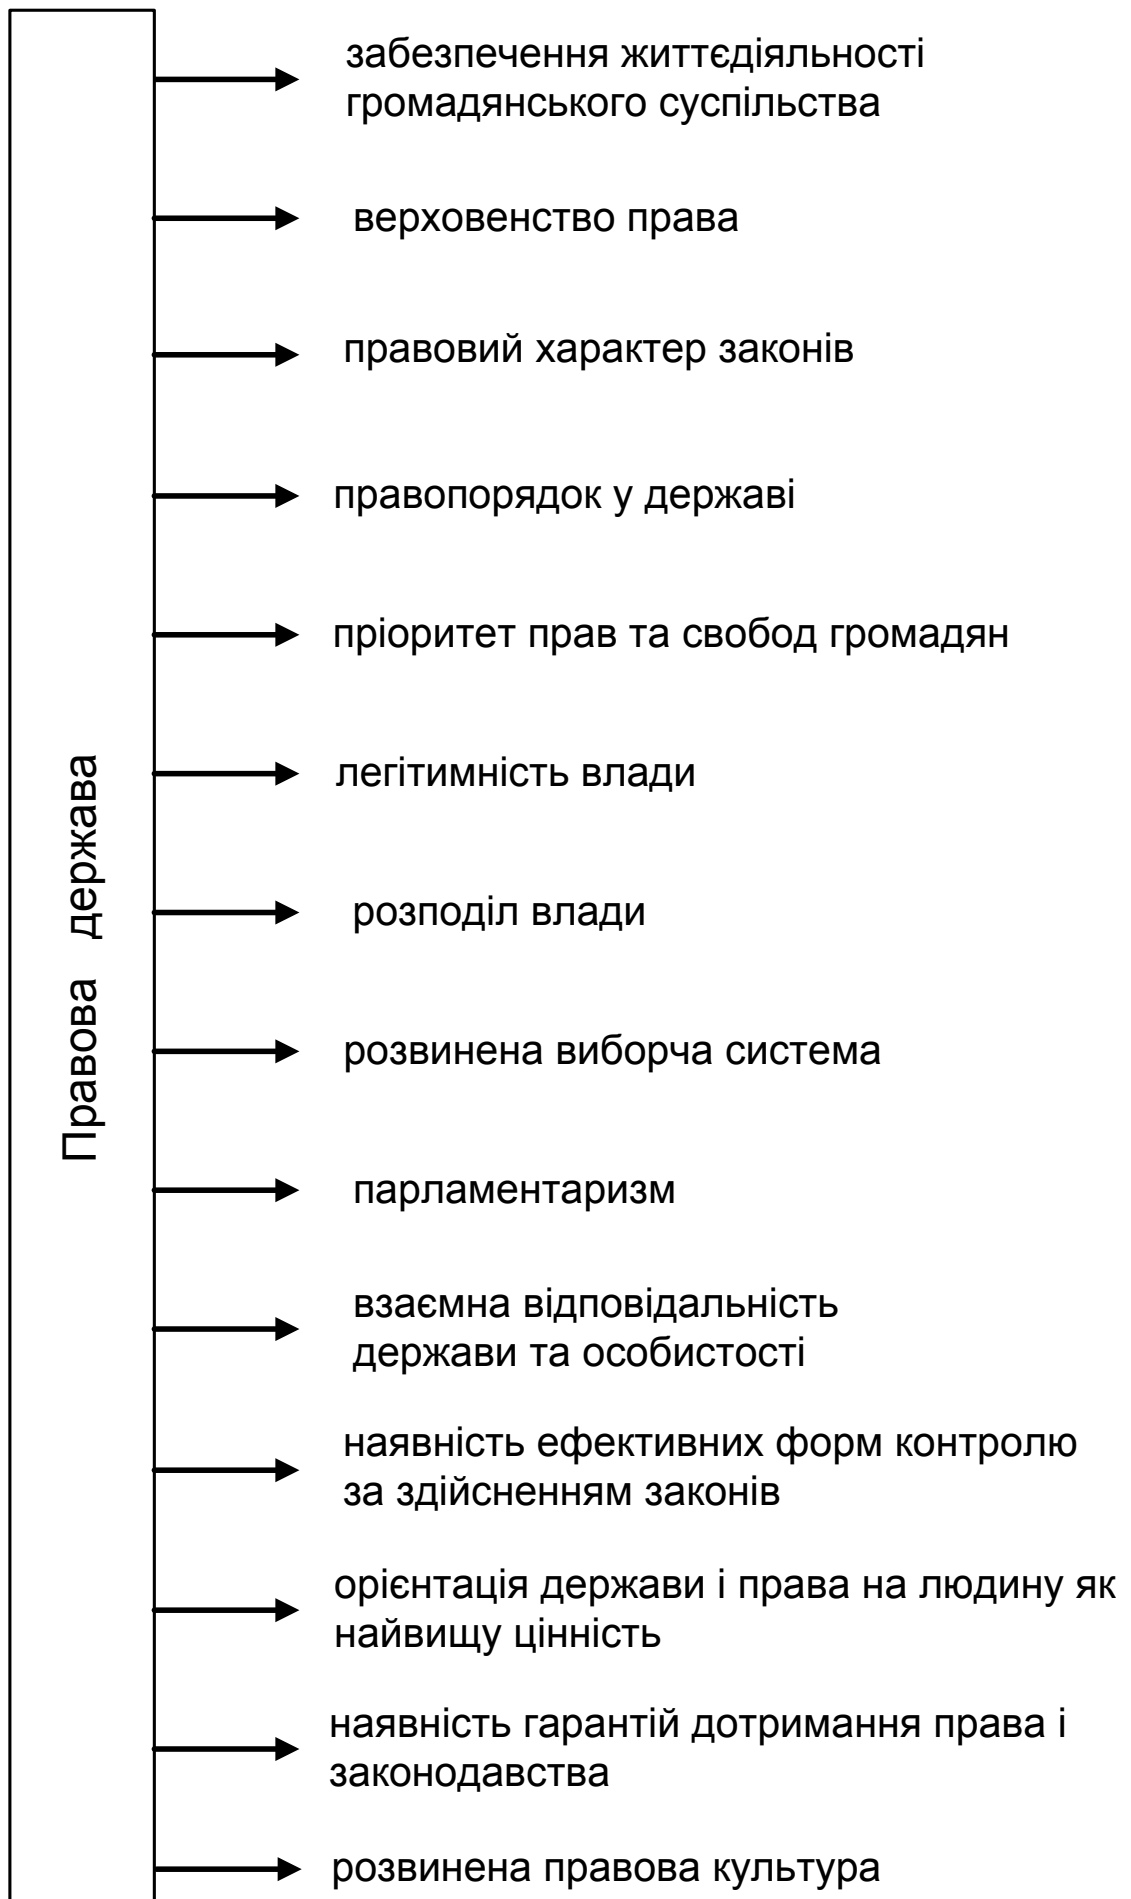 Правова держава
забезпечення життєдіяльності
громадянського суспільства
верховенство права
правовий характер законів
правопорядок у державі
пріоритет прав та свобод громадян
легітимність влади
розподіл влади
розвинена виборча система
парламентаризм
взаємна відповідальність
держави та особистості
наявність ефективних форм контролю
за здійсненням законів
орієнтація держави і права на людину як
найвищу цінність
наявність гарантій дотримання права і
законодавства
розвинена правова культура